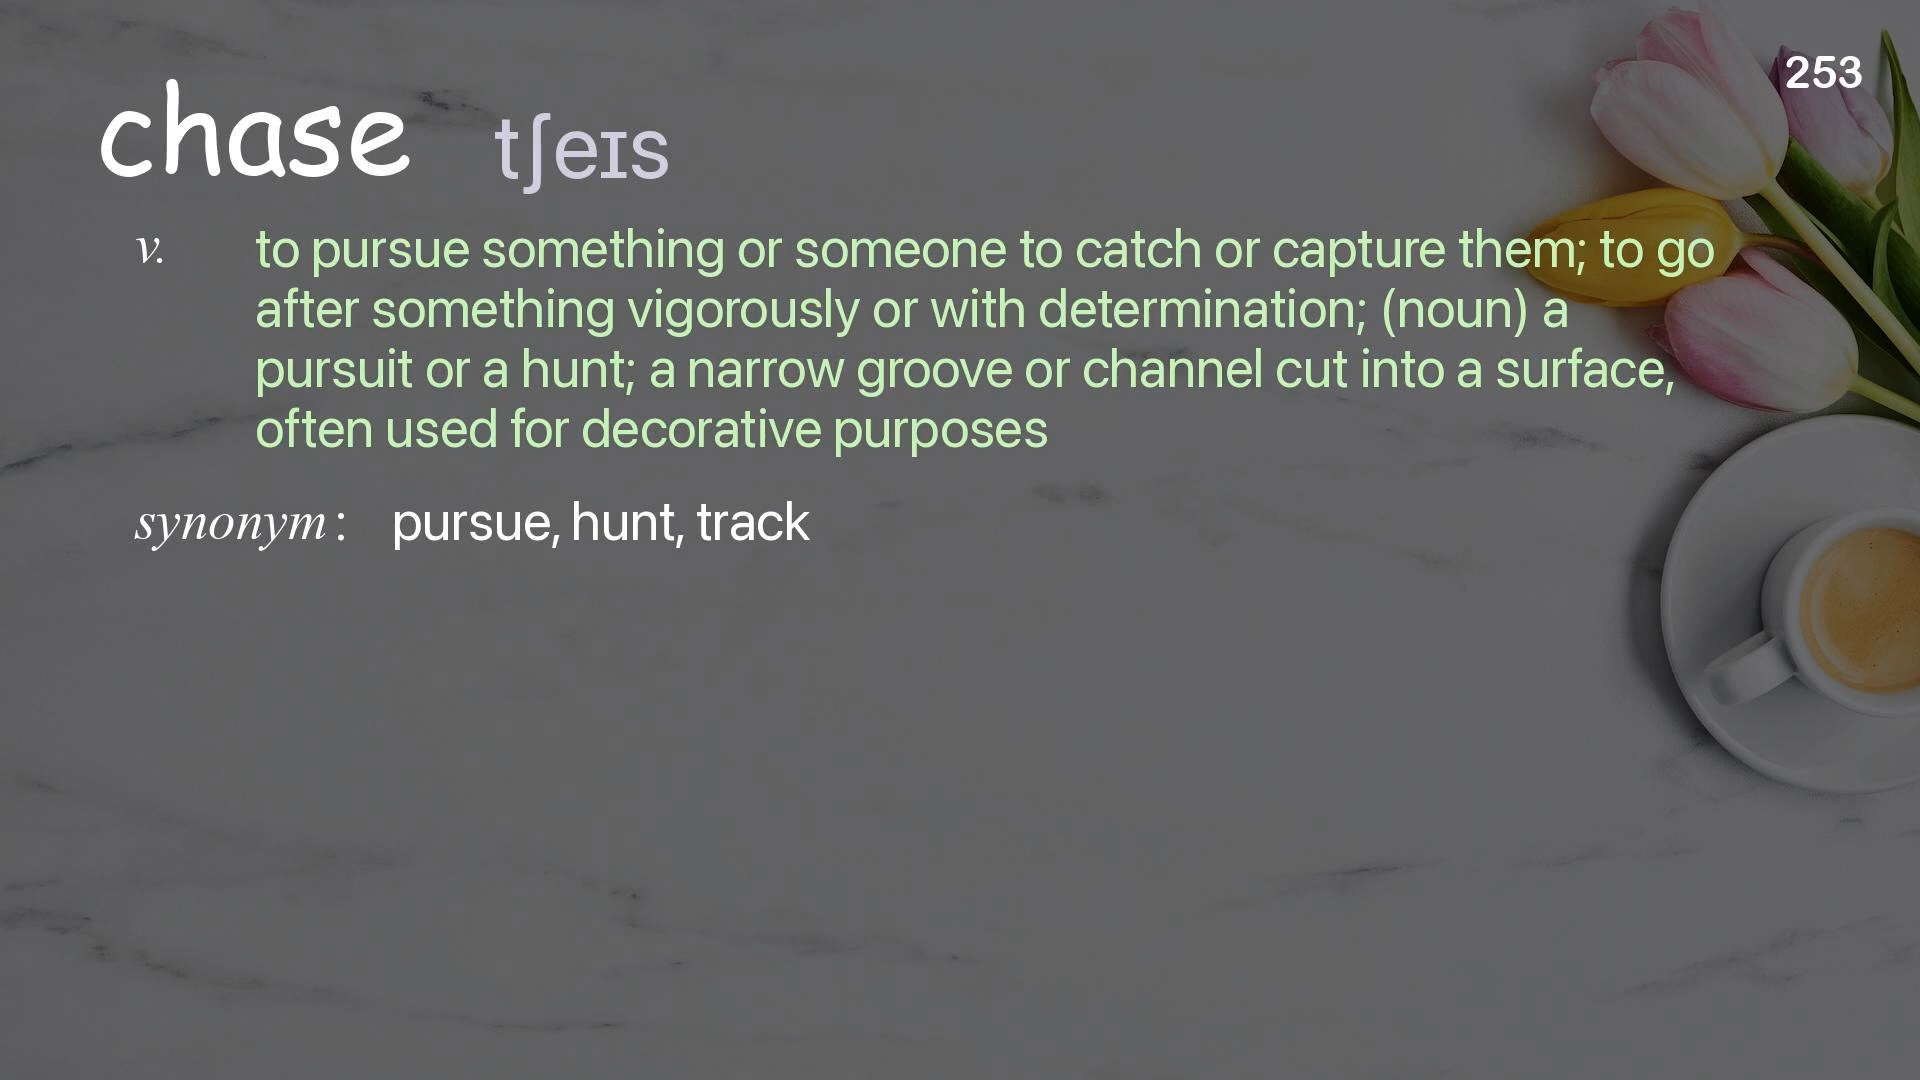 253
chase tʃeɪs
v. to pursue something or someone to catch or capture them; to go
after something vigorously or with determination; (noun) a
pursuit or a hunt; a narrow groove or channel cut into a surface,
often used for decorative purposes
synonym : pursue, hunt, track